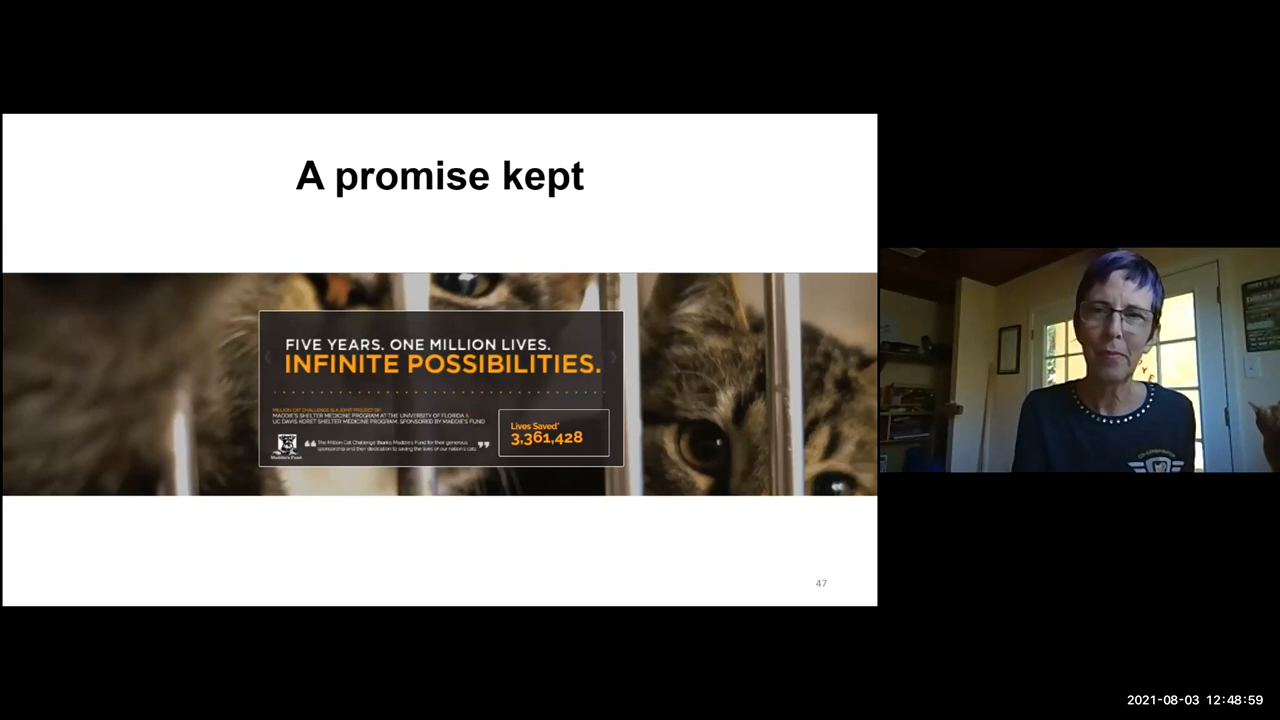 A promise kept
FIVE YEARS. ONE MILLION LIVES.
INFINITE POSSIBILITIES.
MILLION CAT CHALLENGE IS A JOINT PROJECT OF:
MADDIE'S SHELTER MEDICINE PROGRAM AT THE UNIVERSITY OF FLORIDA &
UC DAVIS KORET SHELTER MEDICINE PROGRAM. SPONSORED BY MADDIE'S FUND
Maddie's Fund
“ The Million Cat Challenge thanks Maddie's Fund for their generous
sponsorship and their dedication to saving the lives of our nation's cats. ”
Lives Saved*
3,361,428
47
2021-08-03 12:48:59